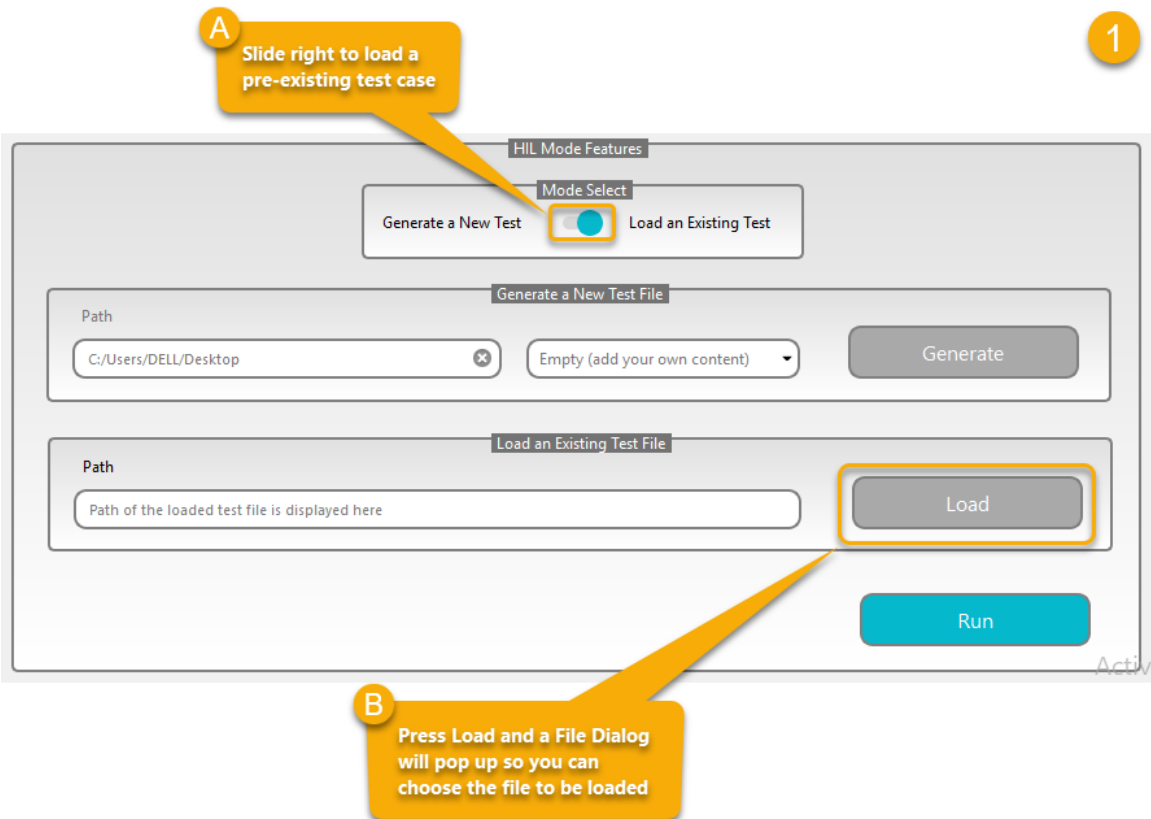 A
Slide right to load a
pre-existing test case
1
HIL Mode Features
Mode Select
Generate a New Test
Load an Existing Test
Generate a New Test File
Path
C:/Users/DELL/Desktop
Empty (add your own content)
Generate
Load an Existing Test File
Path
Path of the loaded test file is displayed here
Load
Run
Activ
B
Press Load and a File Dialog
will pop up so you can
choose the file to be loaded